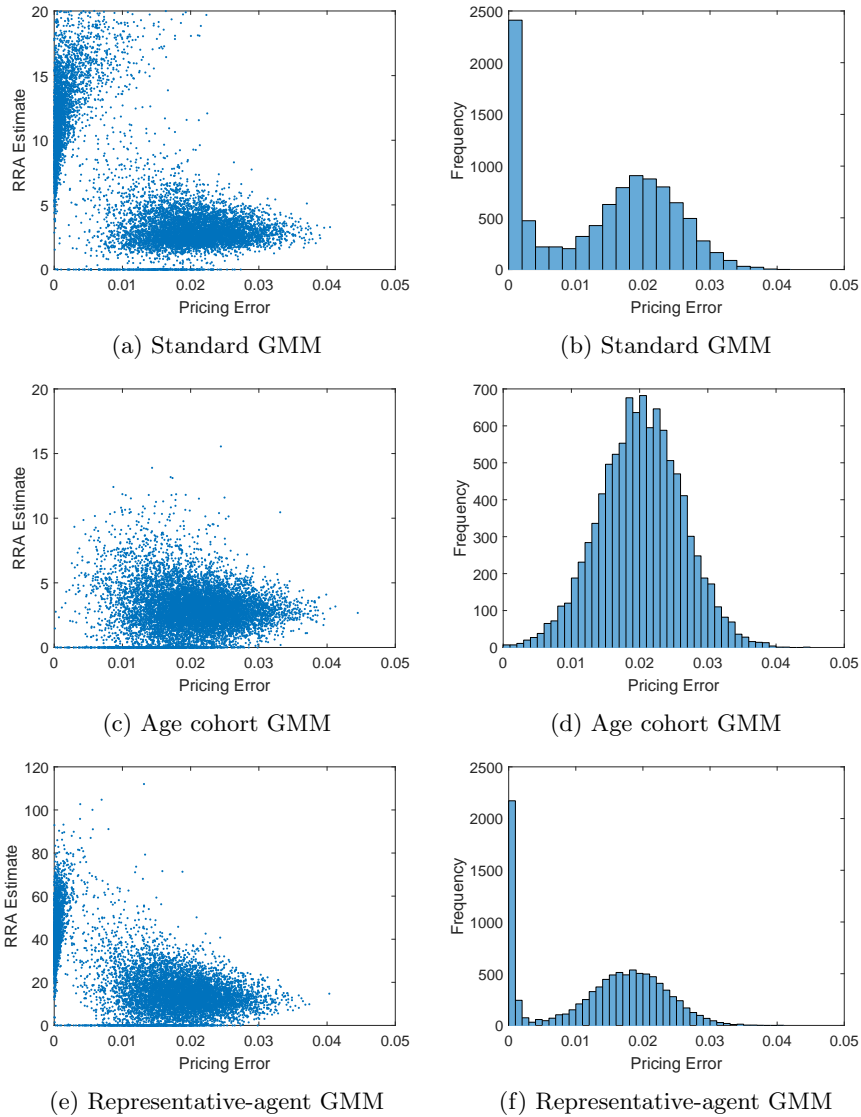 20
15
10
5
0
RRA Estimate
0 0.01 0.02 0.03 0.04 0.05
Pricing Error
(a) Standard GMM
2500
2000
1500
1000
500
0
Frequency
0 0.01 0.02 0.03 0.04 0.05
Pricing Error
(b) Standard GMM
20
15
10
5
0
RRA Estimate
0 0.01 0.02 0.03 0.04 0.05
Pricing Error
(c) Age cohort GMM
700
600
500
400
300
200
100
0
Frequency
0 0.01 0.02 0.03 0.04 0.05
Pricing Error
(d) Age cohort GMM
120
100
80
60
40
20
0
RRA Estimate
0 0.01 0.02 0.03 0.04 0.05
Pricing Error
(e) Representative-agent GMM
2500
2000
1500
1000
500
0
Frequency
0 0.01 0.02 0.03 0.04 0.05
Pricing Error
(f) Representative-agent GMM